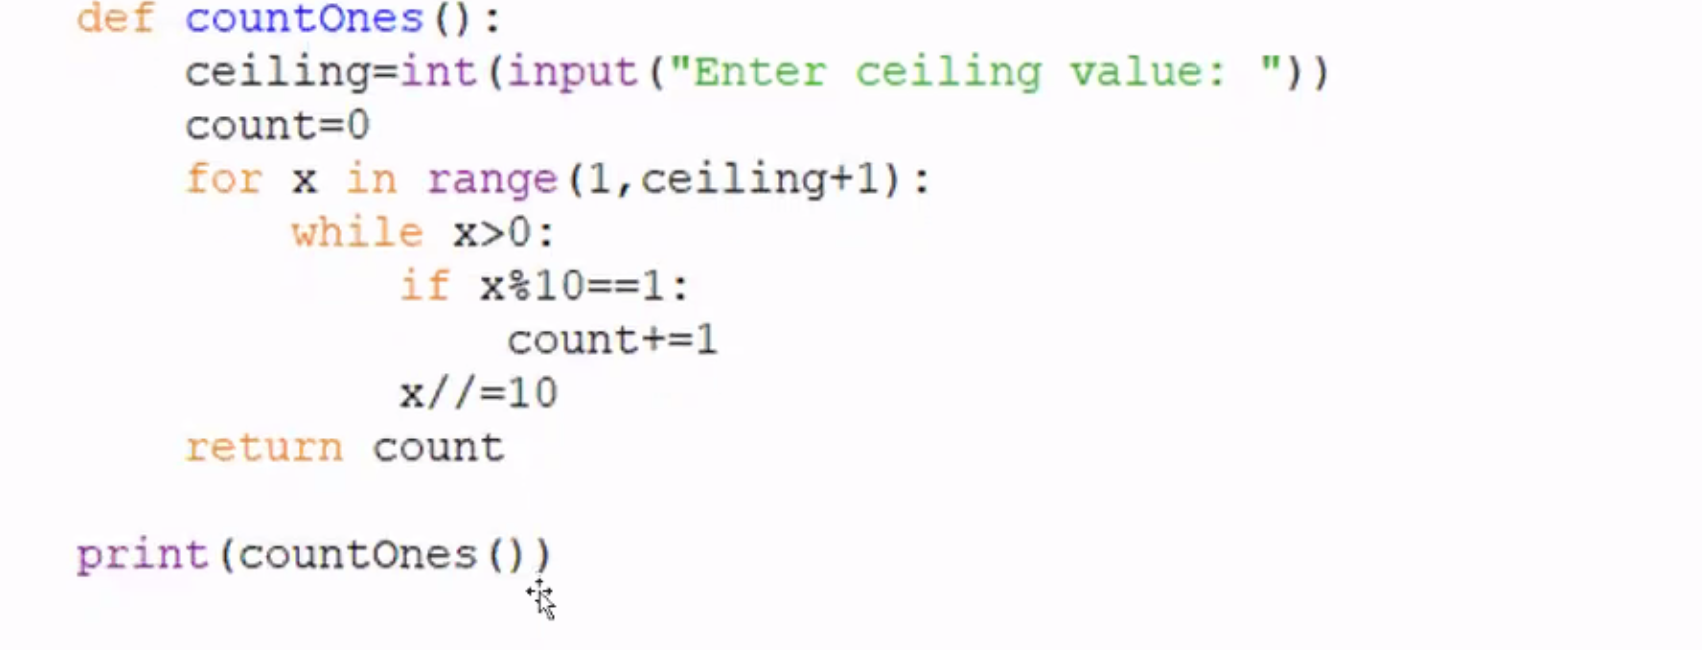 def countOnes():
    ceiling=int(input("Enter ceiling value: "))
    count=0
    for x in range(1,ceiling+1):
        while x>0:
            if x%10==1:
                count+=1
            x//=10
    return count

print(countOnes())